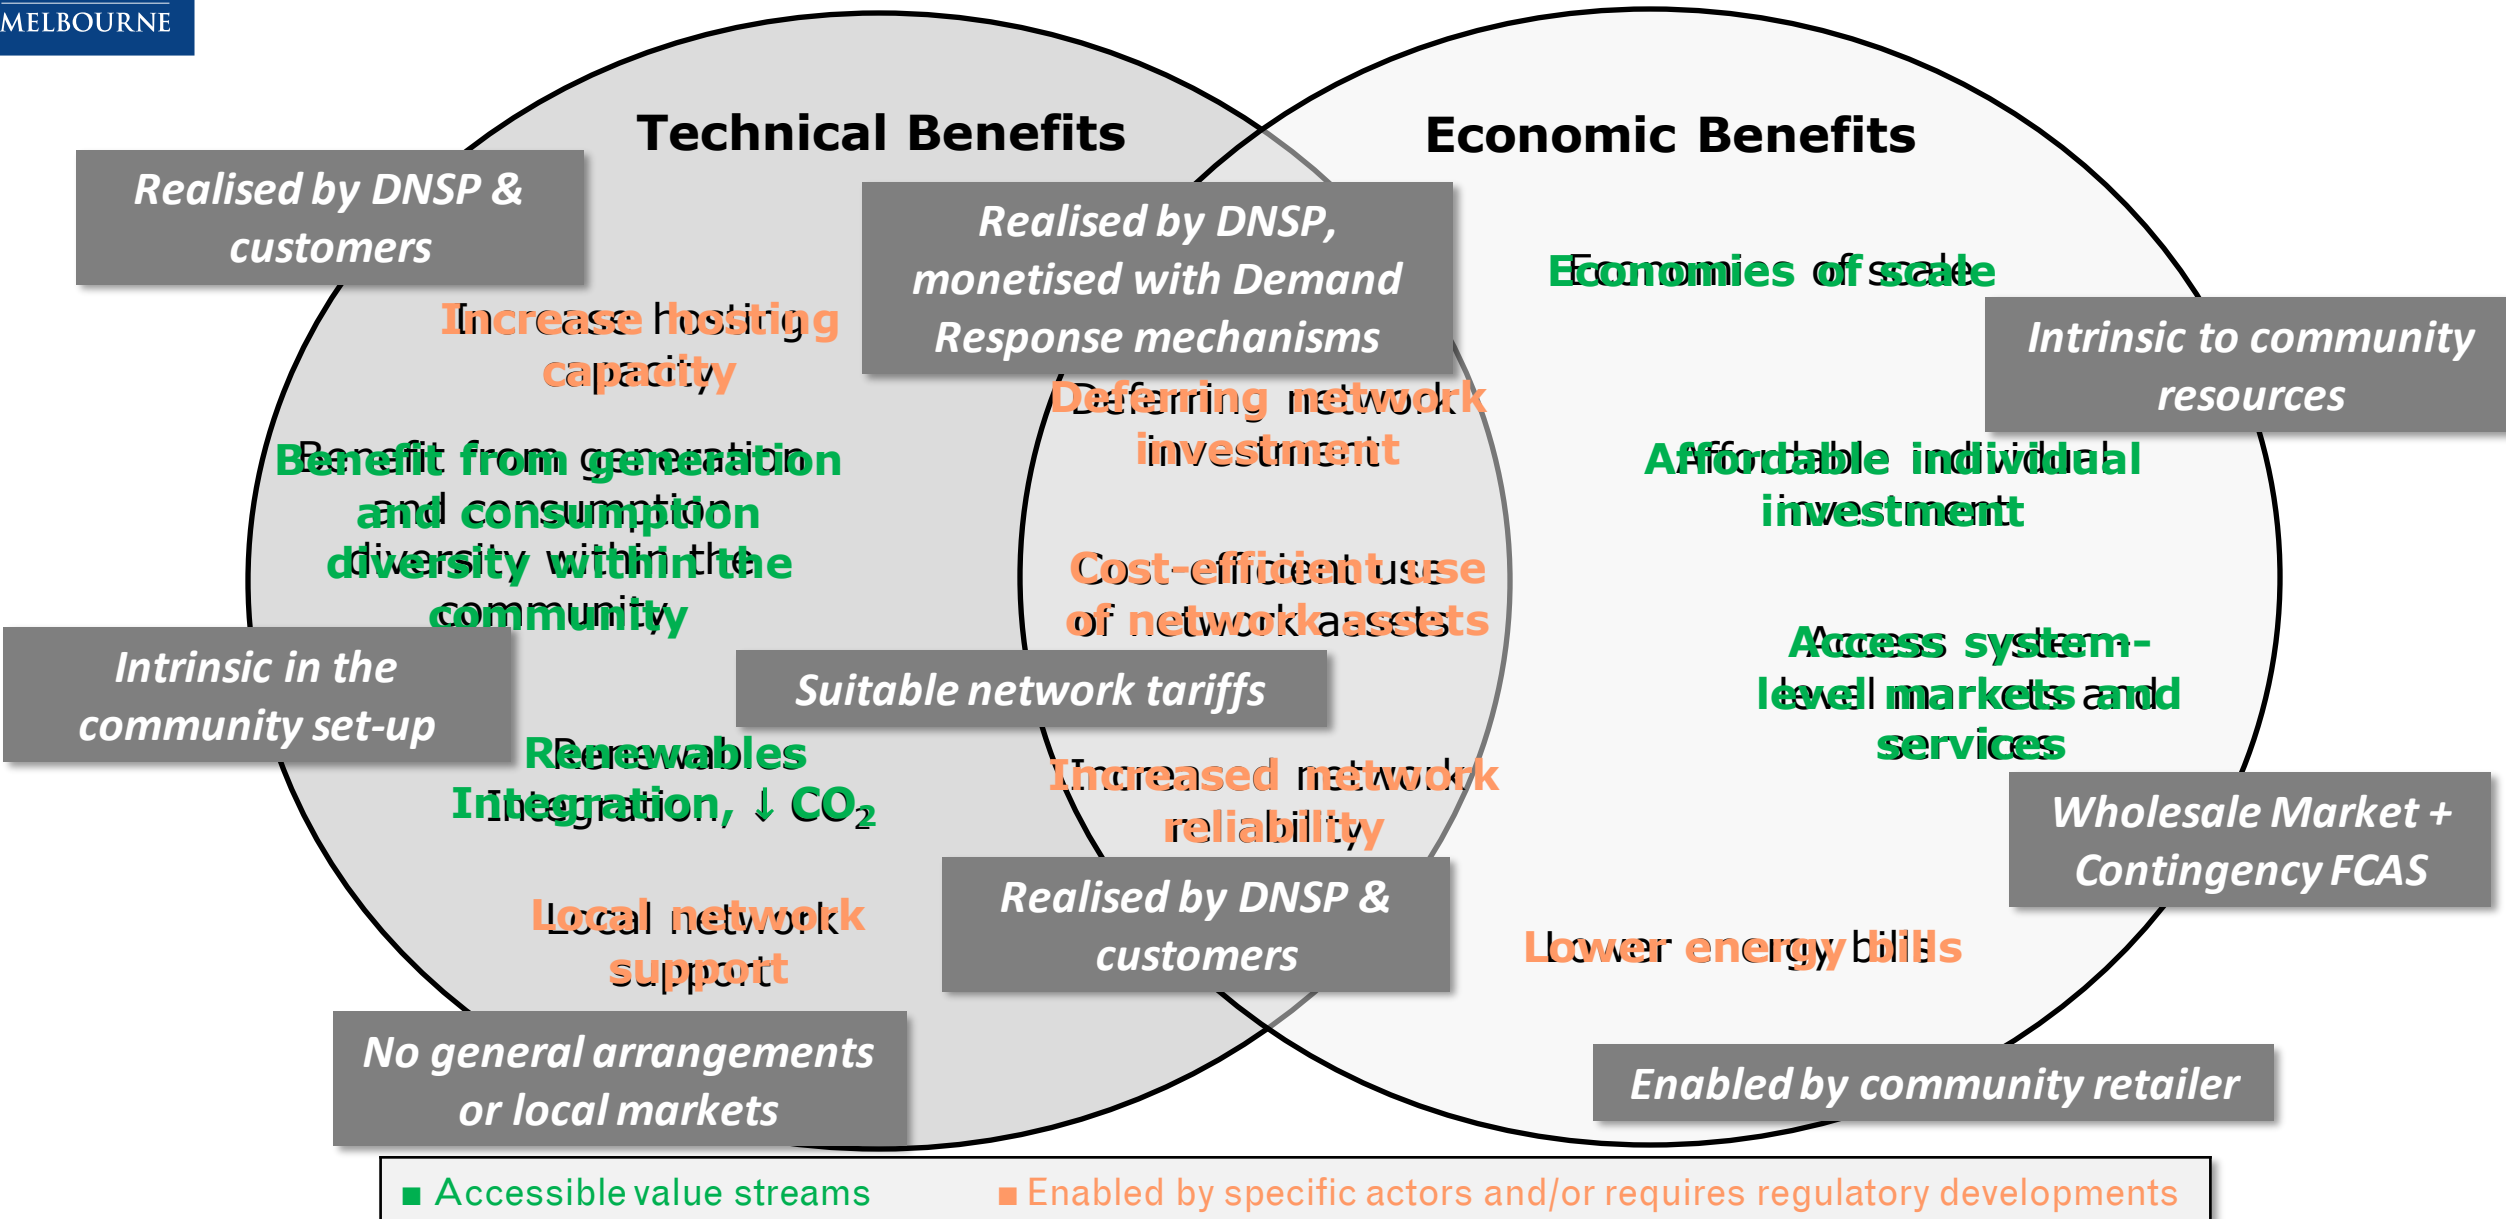 MELBOURNE
Technical Benefits
Economic Benefits
Realised by DNSP &
customers
Realised by DNSP,
monetised with Demand
Response mechanisms
Economies of scale
Intrinsic to community
resources
Increase hosting
capacity
Deferring network
investment
Benefit from generation
and consumption
diversity within the
community
Affordable individual
investment
Cost-efficient use
of network assets
Intrinsic in the
community set-up
Suitable network tariffs
Access system-
level markets and
services
Renewables
Integration, ↓ CO₂
Increased network
reliability
Wholesale Market +
Contingency FCAS
Local network
support
Realised by DNSP &
customers
Lower energy bills
No general arrangements
or local markets
Enabled by community retailer
■ Accessible value streams
■ Enabled by specific actors and/or requires regulatory developments